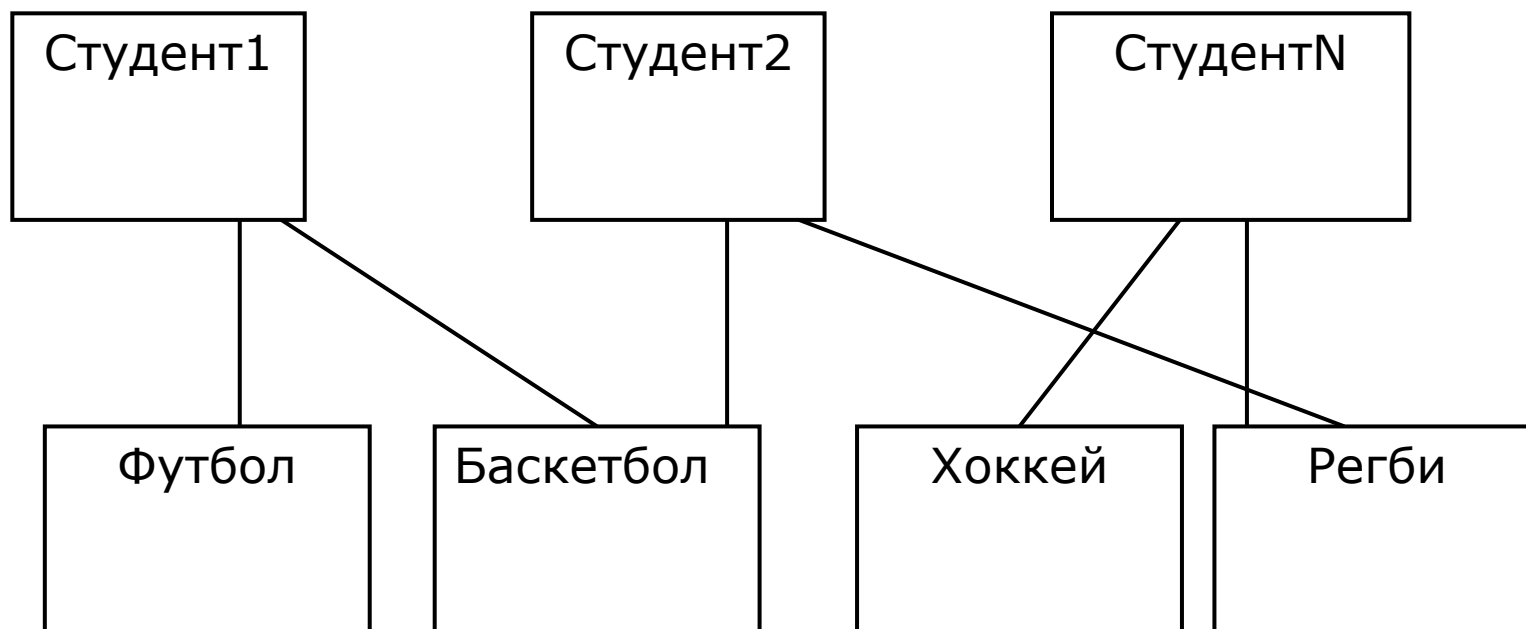 Студент1
Студент2
СтудентN
Футбол
Баскетбол
Хоккей
Регби